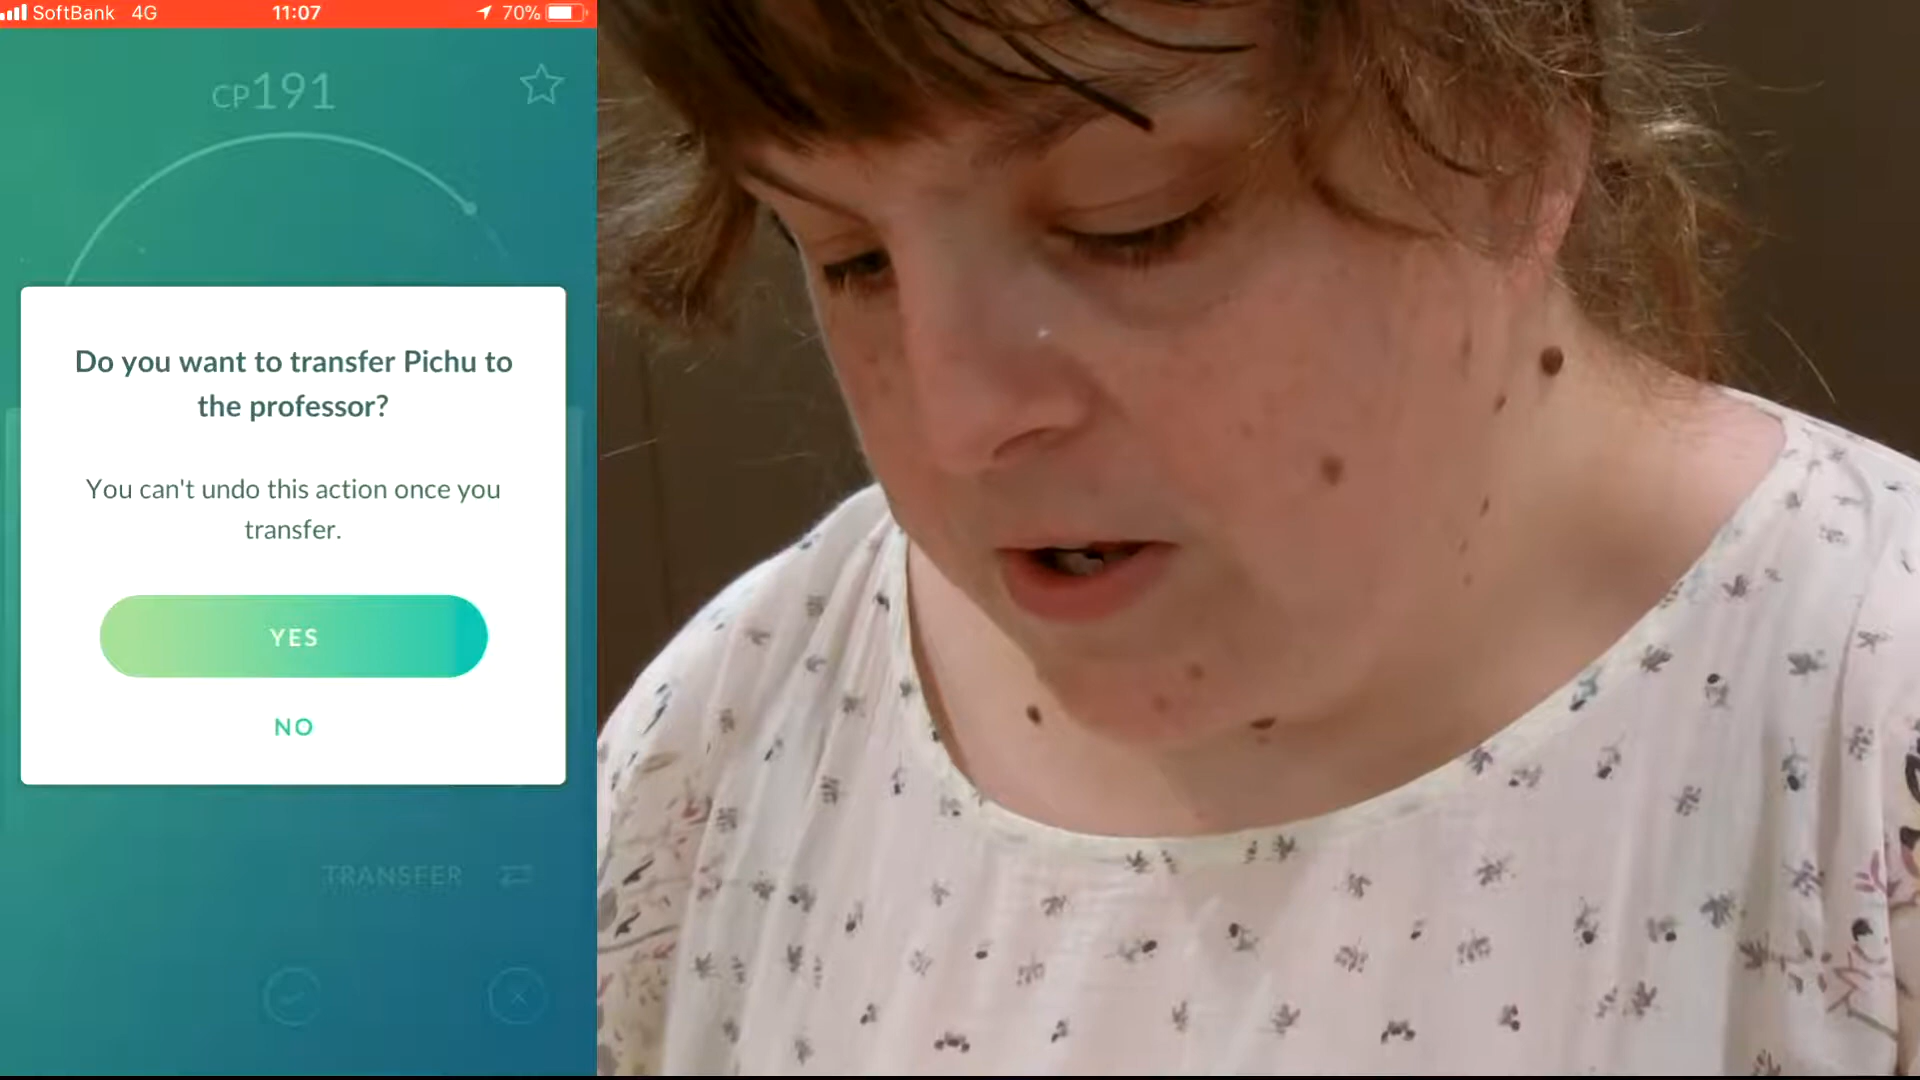 SoftBank 4G 11:07 70%
CP191
Do you want to transfer Pichu to
the professor?
You can't undo this action once you
transfer.
YES
NO
TRANSFER